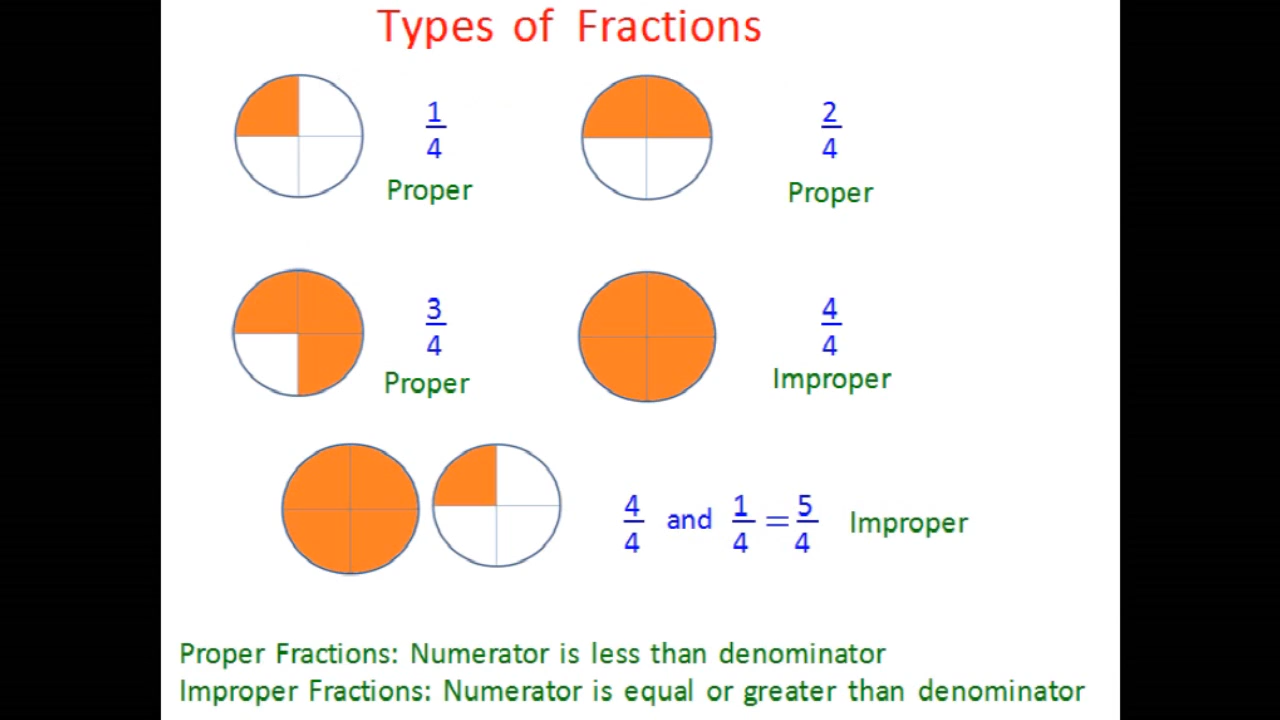 Types of Fractions
1/4
2/4
Proper
Proper
3/4
4/4
Proper
Improper
4/4 and 1/4 = 5/4 Improper
Proper Fractions: Numerator is less than denominator
Improper Fractions: Numerator is equal or greater than denominator